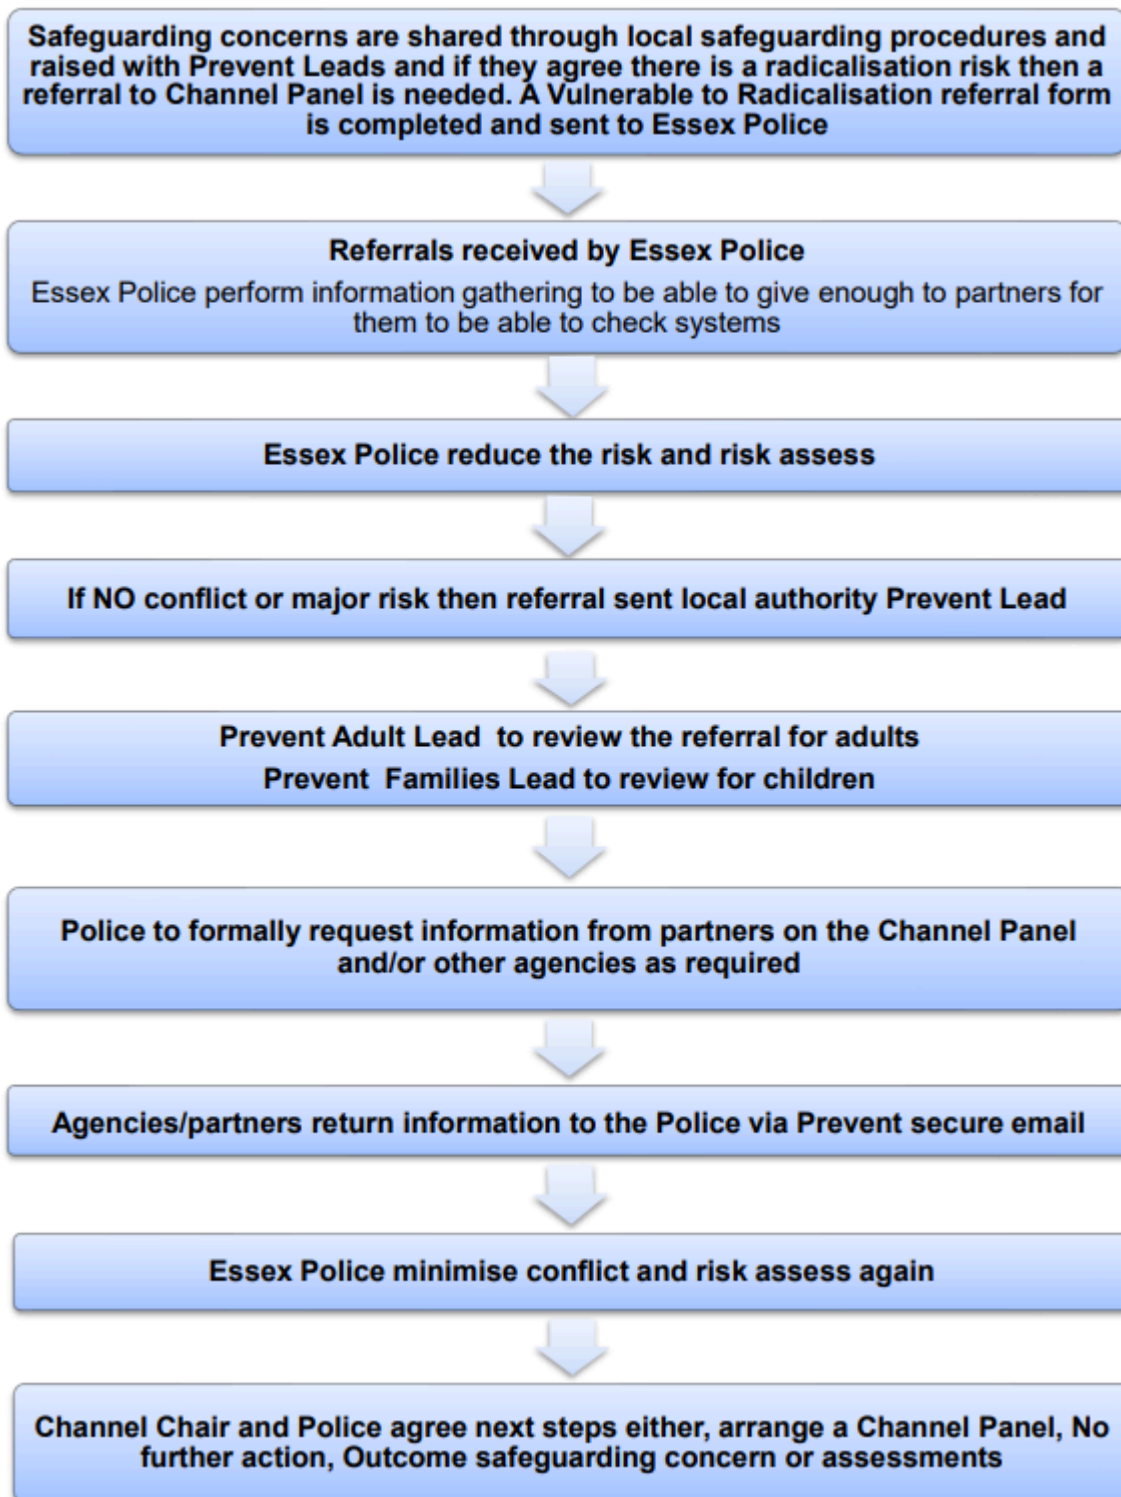 Safeguarding concerns are shared through local safeguarding procedures and
raised with Prevent Leads and if they agree there is a radicalisation risk then a
referral to Channel Panel is needed. A Vulnerable to Radicalisation referral form
is completed and sent to Essex Police
Referrals received by Essex Police
Essex Police perform information gathering to be able to give enough to partners for
them to be able to check systems
Essex Police reduce the risk and risk assess
If NO conflict or major risk then referral sent local authority Prevent Lead
Prevent Adult Lead to review the referral for adults
Prevent Families Lead to review for children
Police to formally request information from partners on the Channel Panel
and/or other agencies as required
Agencies/partners return information to the Police via Prevent secure email
Essex Police minimise conflict and risk assess again
Channel Chair and Police agree next steps either, arrange a Channel Panel, No
further action, Outcome safeguarding concern or assessments